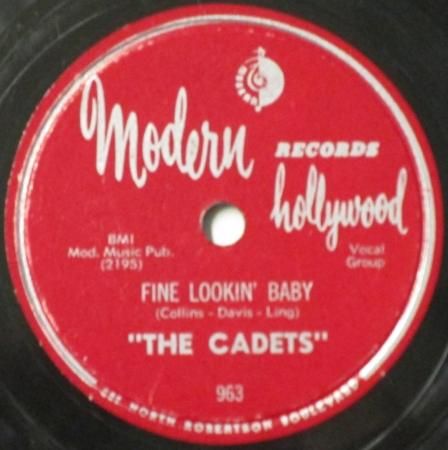 Modern
RECORDS
hollywood
BMI
Mod. Music Pub.
(2195)
Vocal
Group
FINE LOOKIN' BABY
(Collins - Davis - Ling)
"THE CADETS"
963
NORTH ROBERTSON BOULEVARD